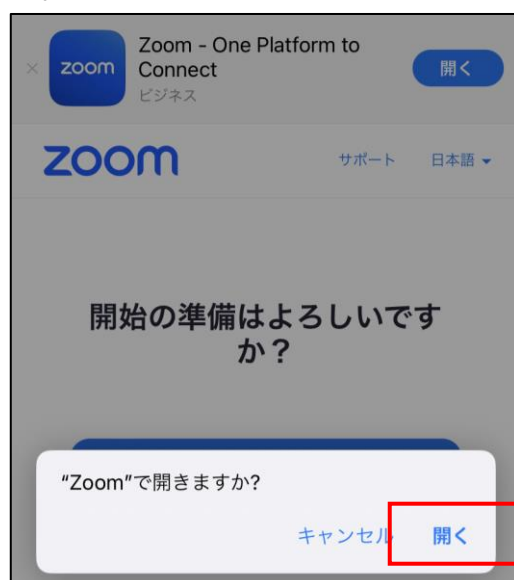 zoom
Zoom - One Platform to
Connect
ビジネス
開く
zoom
サポート
日本語
開始の準備はよろしいです
か？
“Zoom”で開きますか?
キャンセル
開く